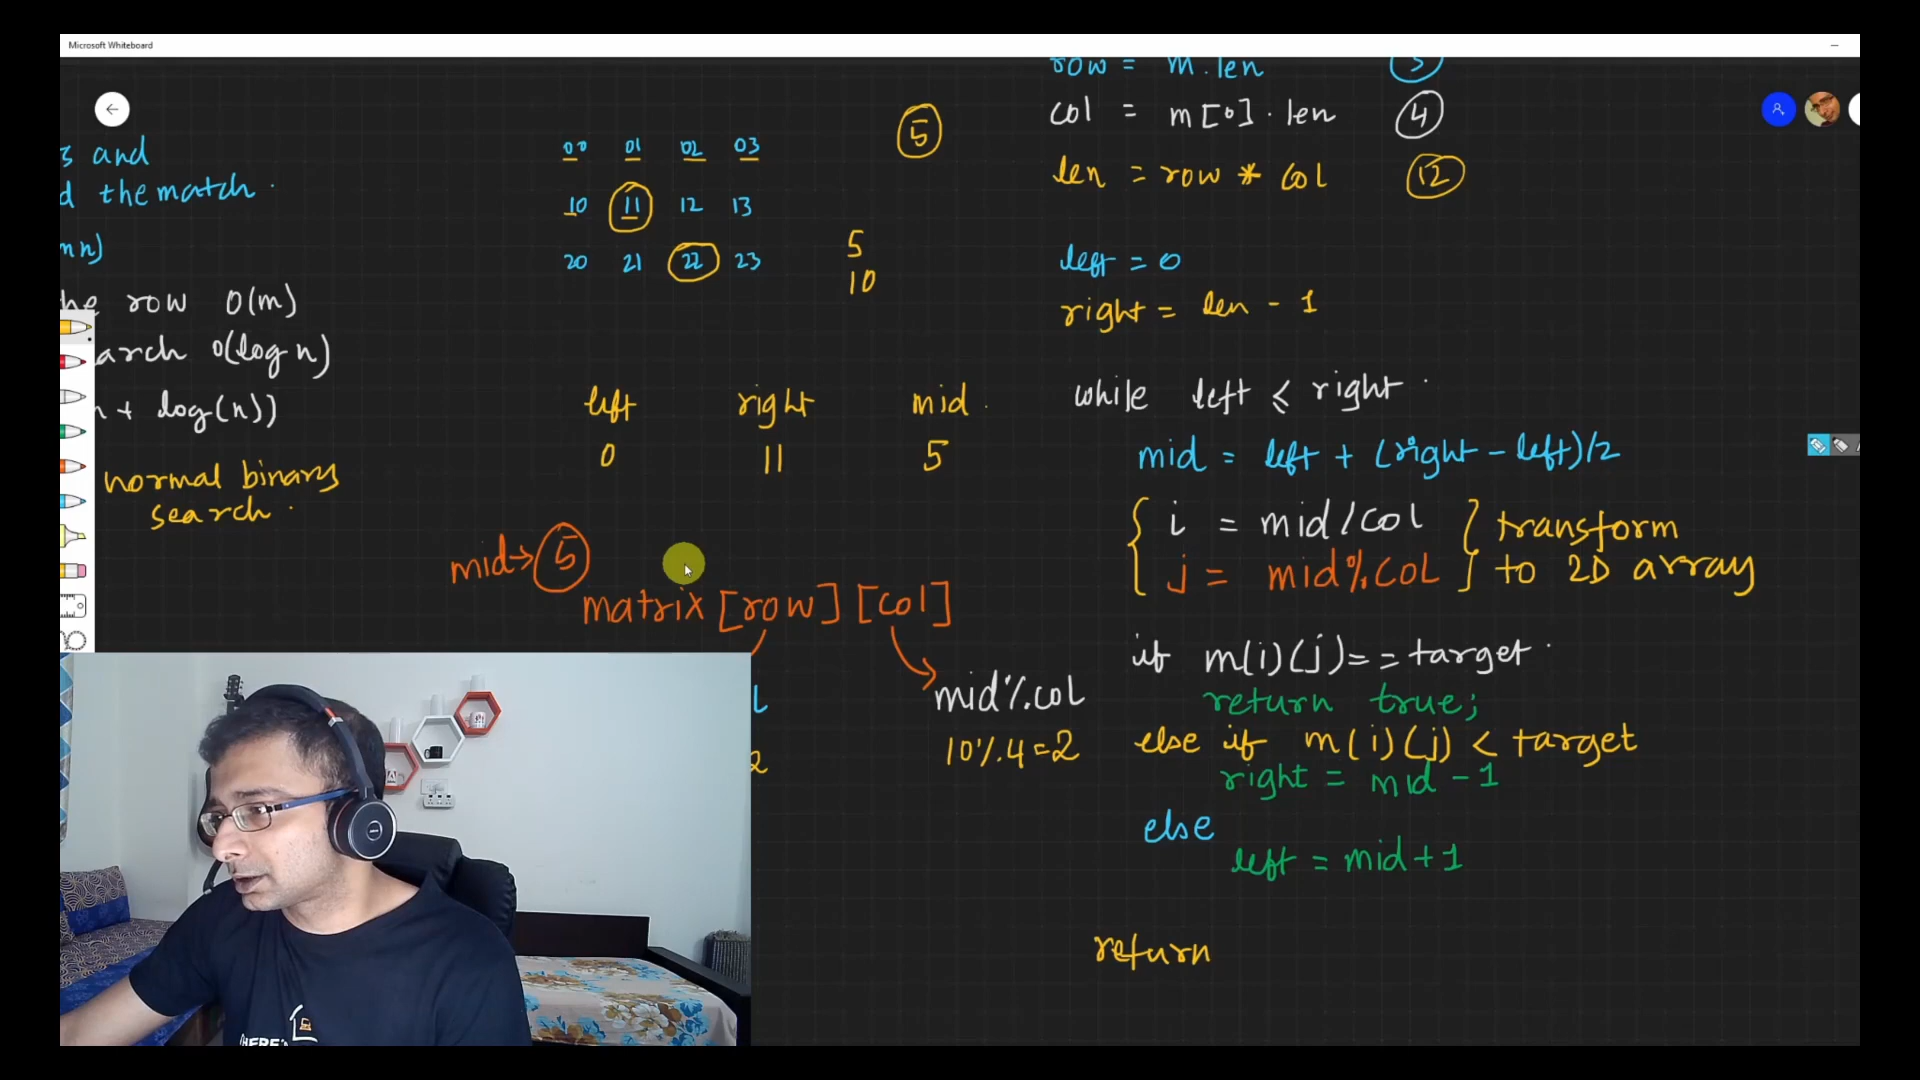 Microsoft Whiteboard
s and
d the match.
mn)
he row O(m)
arch O(log n)
n + log(n))
normal binary
search.
00 01 02 03
10 11 12 13
20 21 22 23
5
5
10
left right mid.
0 11 5
mid→ 5
matrix [row] [col]
mid%col
10%4=2
2
row = m.len 3
col = m[0].len 4
len = row * col 12
left = 0
right = len - 1
while left ≤ right.
mid = left + (right - left)/2
{ i = mid/col } transform
{ j = mid%col } to 2D array
if m(i)(j)==target.
return true;
else if m(i)(j) < target
right = mid - 1
else
left = mid+1
return